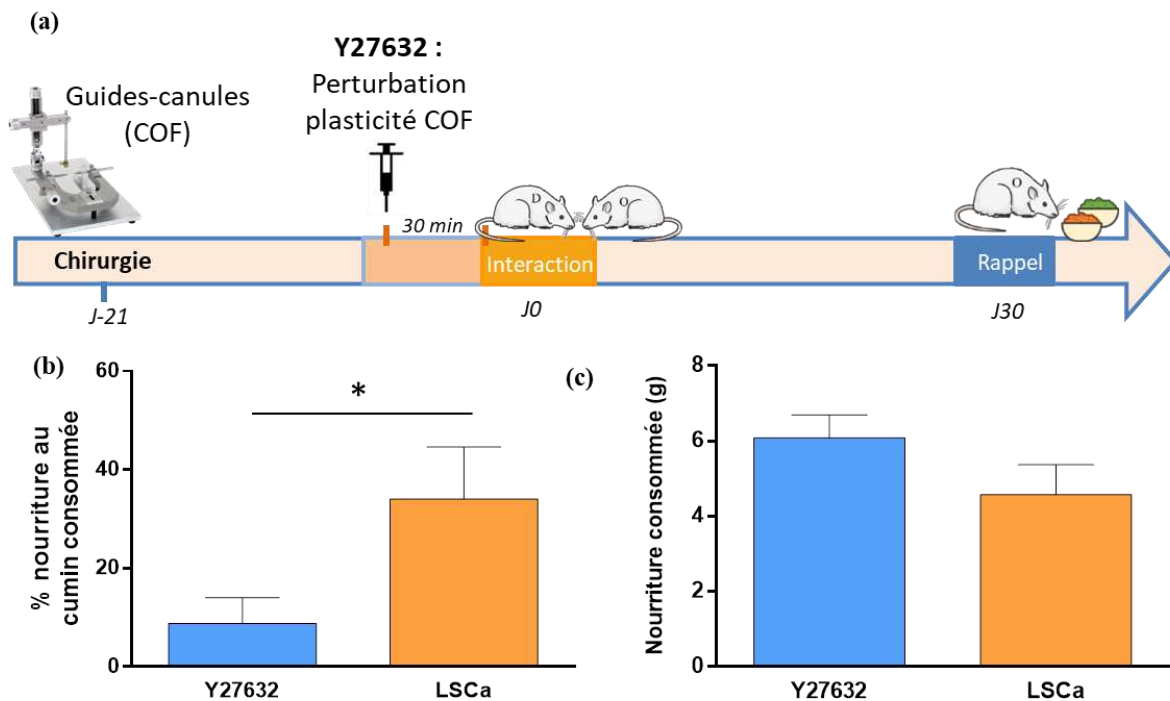 (a)
Guides-canules
(COF)
Y27632 :
Perturbation
plasticité COF
30 min
D
O
O
Chirurgie
Interaction
Rappel
J-21
J0
J30
(b)
% nourriture au
cumin consommée
60
40
20
0
*
Y27632
LSCa
(c)
Nourriture consommée (g)
8
6
4
2
0
Y27632
LSCa